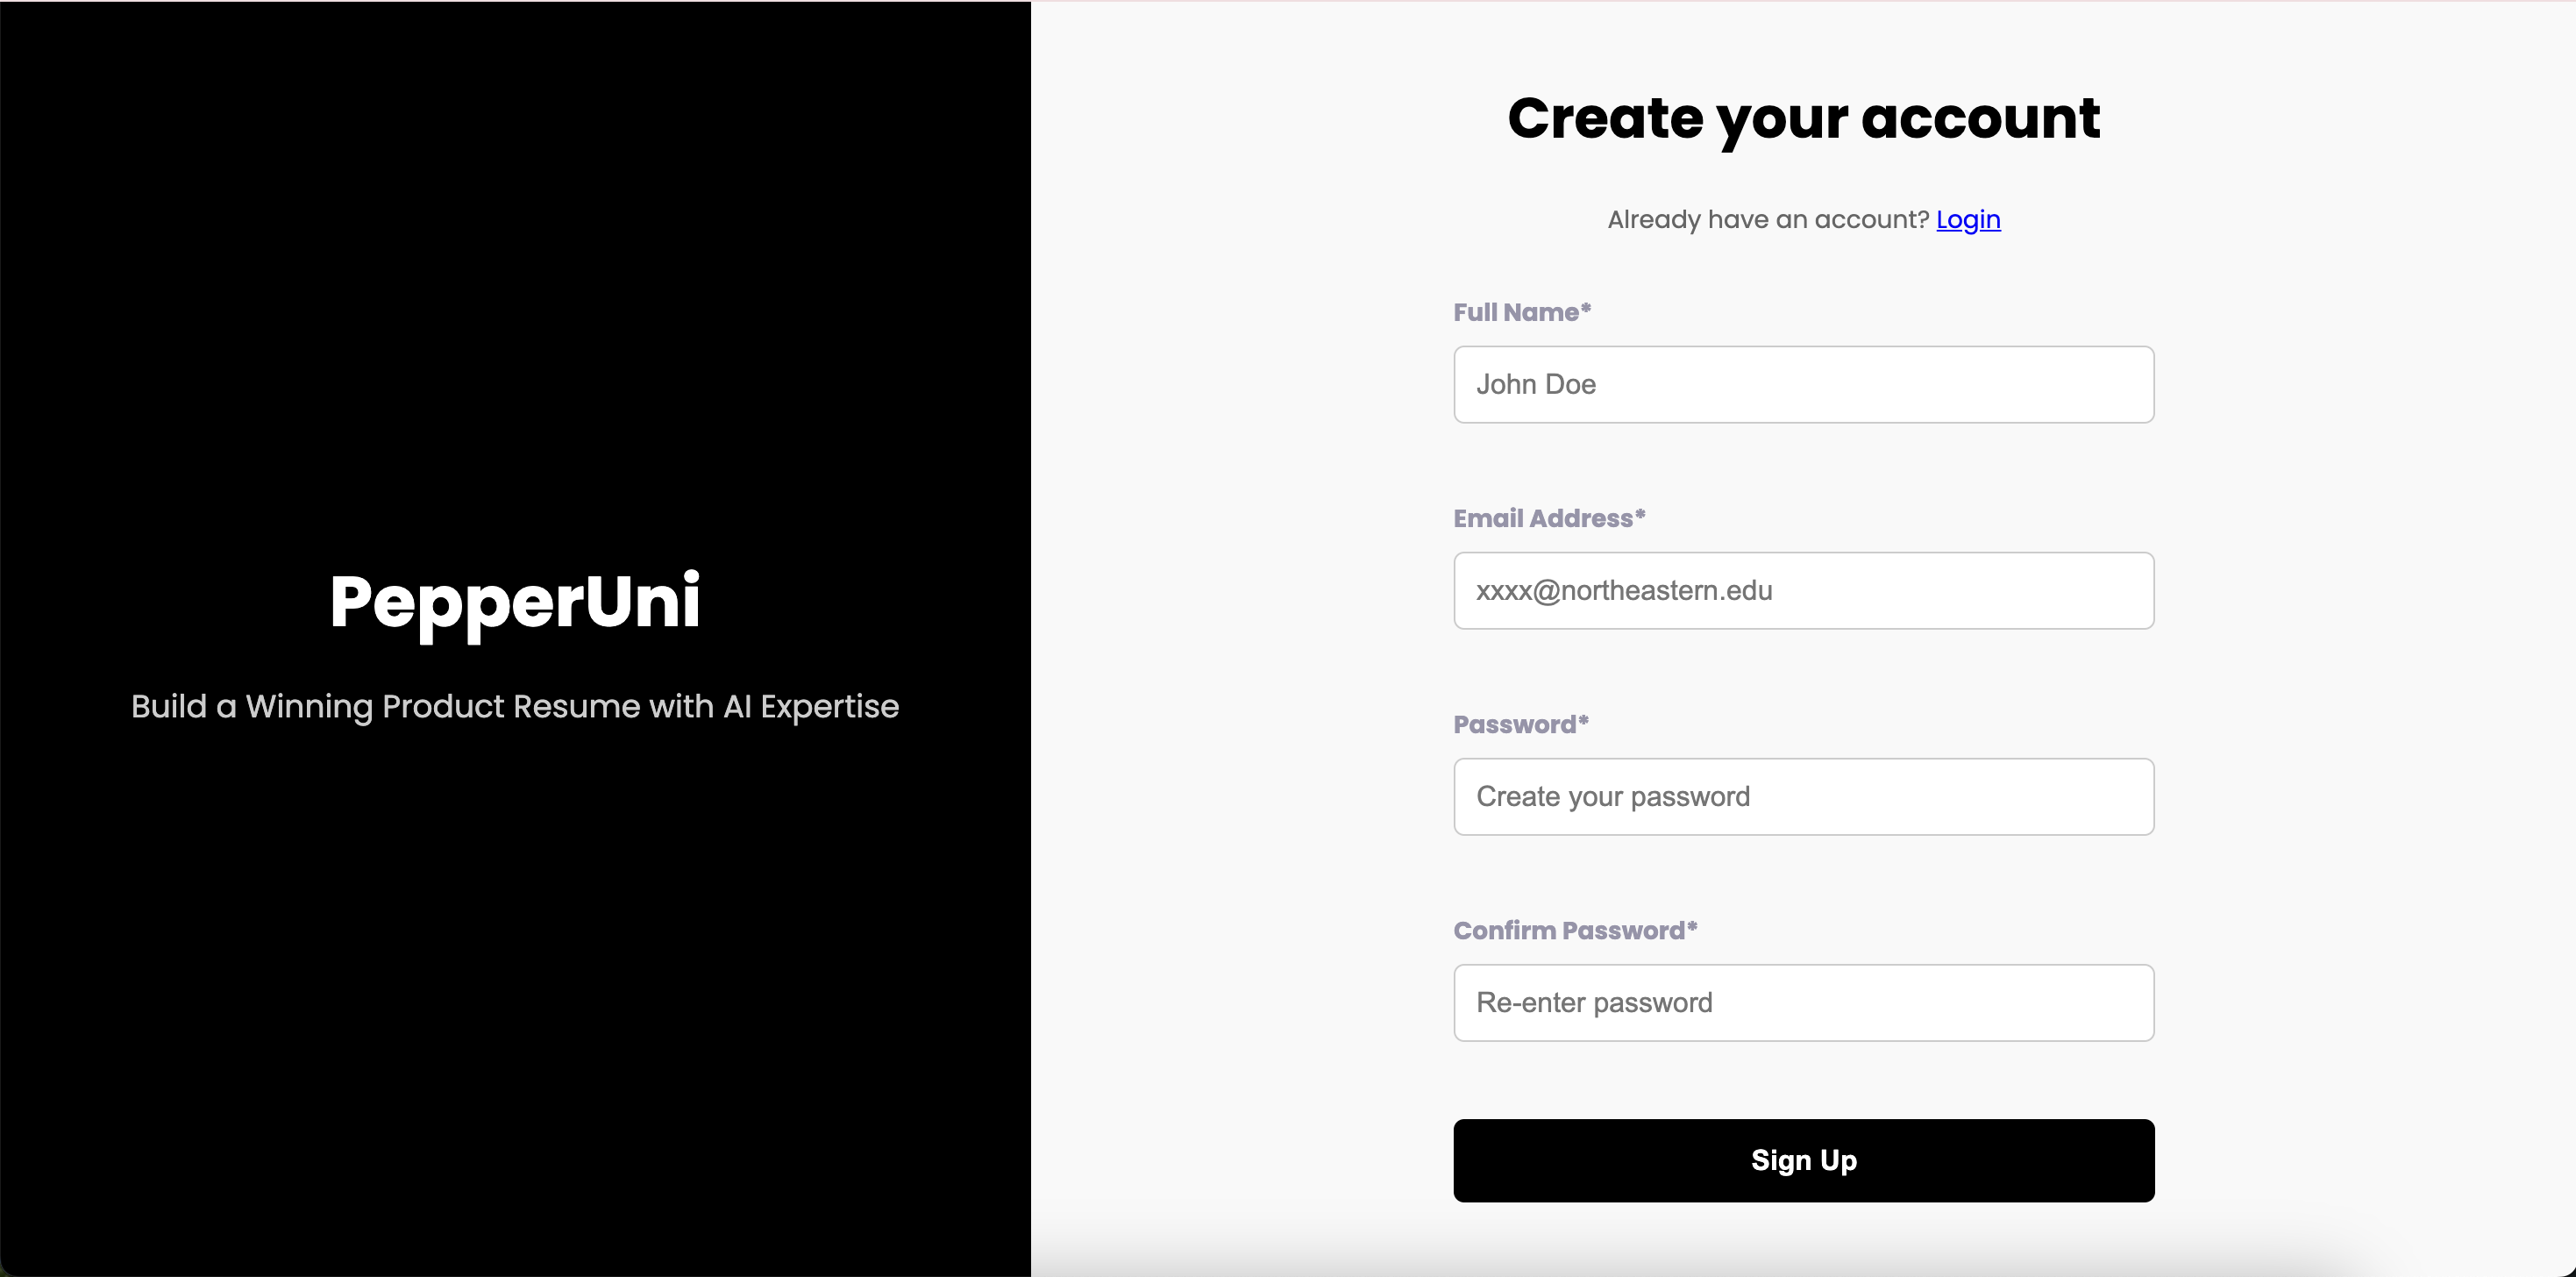 PepperUni
Build a Winning Product Resume with AI Expertise
Create your account
Already have an account? Login
Full Name*
John Doe
Email Address*
xxxx@northeastern.edu
Password*
Create your password
Confirm Password*
Re-enter password
Sign Up